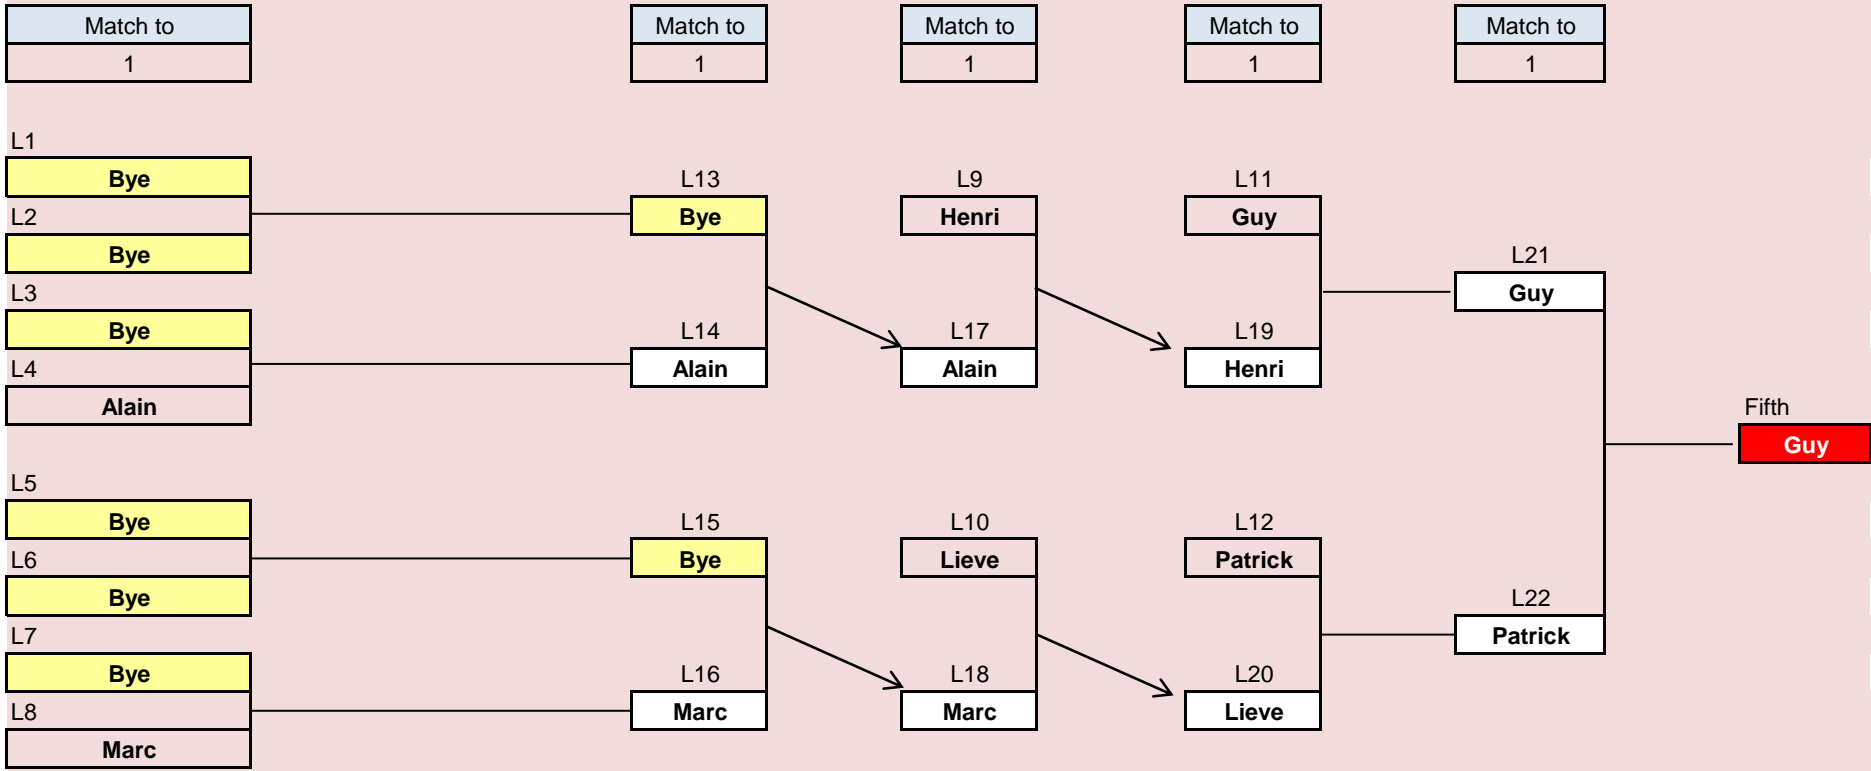 Match to
1
Match to
1
Match to
1
Match to
1
Match to
1
L1
Bye
L2
Bye
L3
Bye
L4
Alain
L5
Bye
L6
Bye
L7
Bye
L8
Marc
L13
Bye
L14
Alain
L15
Bye
L16
Marc
L9
Henri
L17
Alain
L10
Lieve
L18
Marc
L11
Guy
L19
Henri
L12
Patrick
L20
Lieve
L21
Guy
L22
Patrick
Fifth
Guy